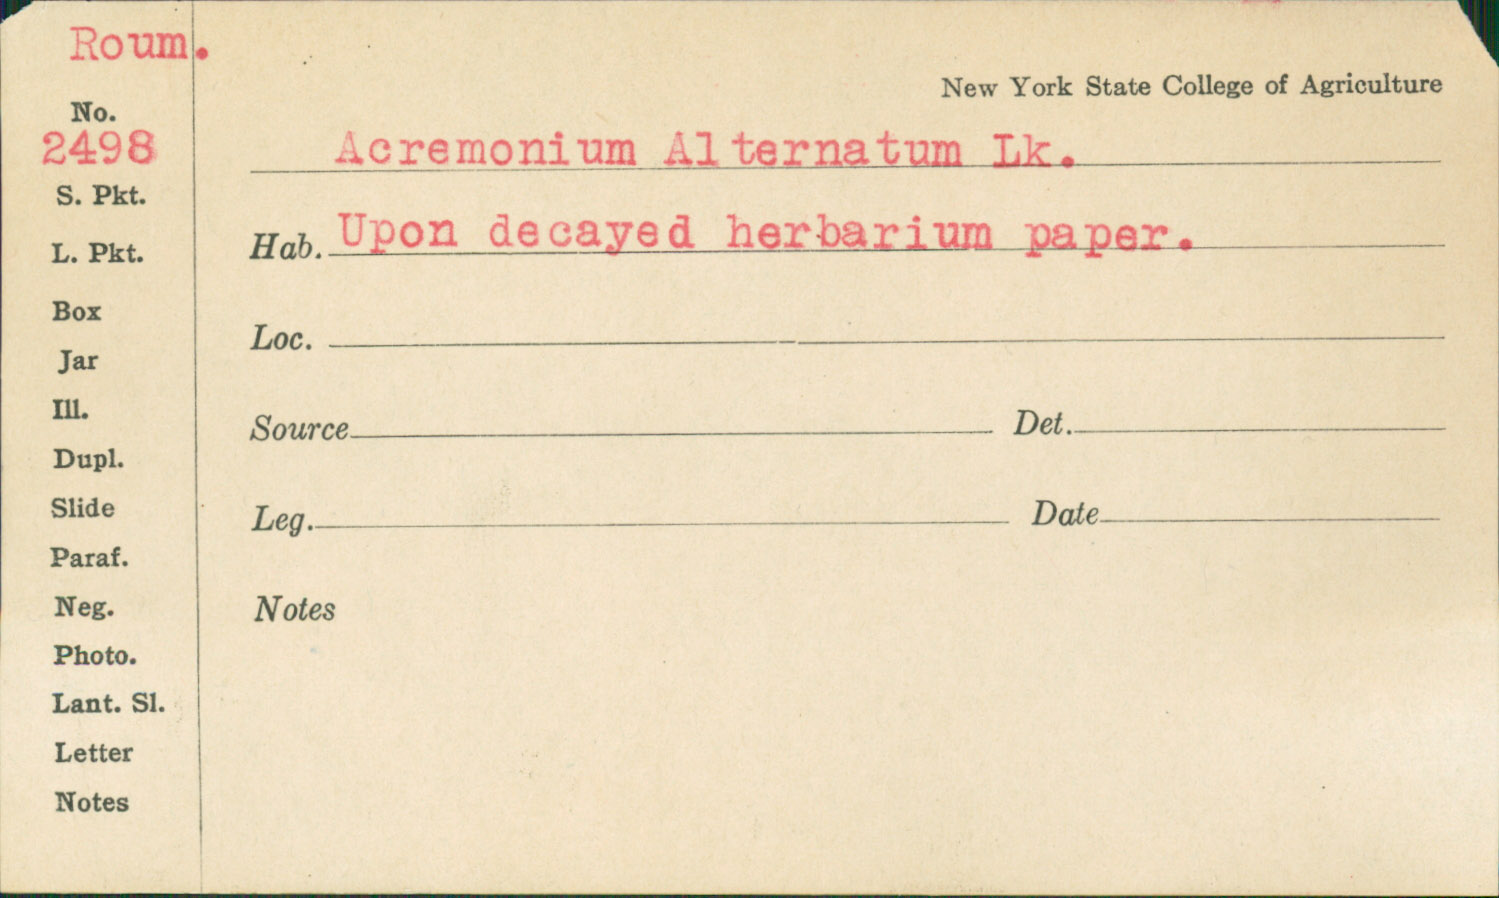 Roum.
New York State College of Agriculture
No.
2498
Acremonium Alternatum Lk.
S. Pkt.
Hab. Upon decayed herbarium paper.
L. Pkt.
Box
Loc.
Jar
Ill.
Source Det.
Dupl.
Slide
Leg. Date
Paraf.
Neg.
Notes
Photo.
Lant. Sl.
Letter
Notes